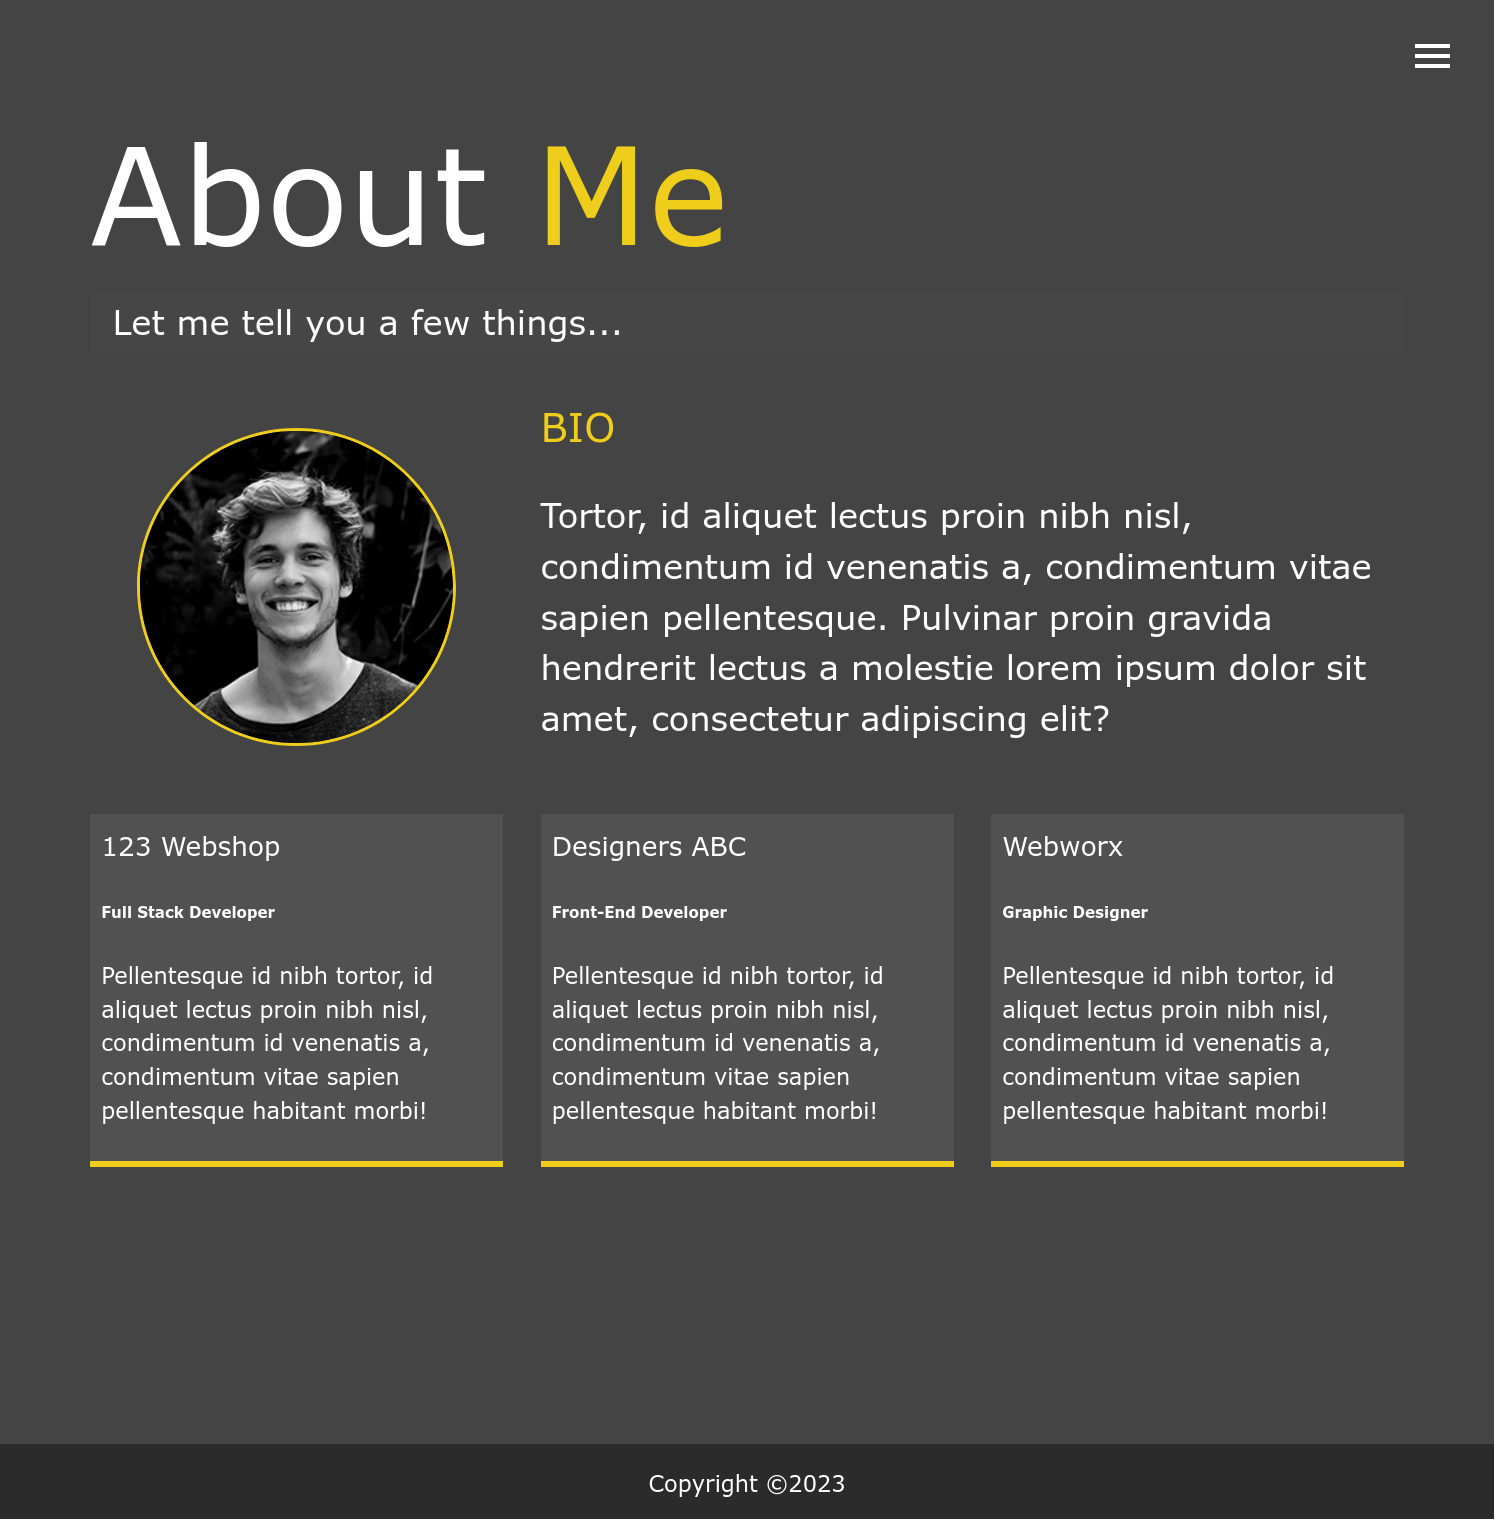 About Me
Let me tell you a few things...
BIO
Tortor, id aliquet lectus proin nibh nisl,
condimentum id venenatis a, condimentum vitae
sapien pellentesque. Pulvinar proin gravida
hendrerit lectus a molestie lorem ipsum dolor sit
amet, consectetur adipiscing elit?
123 Webshop
Full Stack Developer
Pellentesque id nibh tortor, id
aliquet lectus proin nibh nisl,
condimentum id venenatis a,
condimentum vitae sapien
pellentesque habitant morbi!
Designers ABC
Front-End Developer
Pellentesque id nibh tortor, id
aliquet lectus proin nibh nisl,
condimentum id venenatis a,
condimentum vitae sapien
pellentesque habitant morbi!
Webworx
Graphic Designer
Pellentesque id nibh tortor, id
aliquet lectus proin nibh nisl,
condimentum id venenatis a,
condimentum vitae sapien
pellentesque habitant morbi!
Copyright ©2023